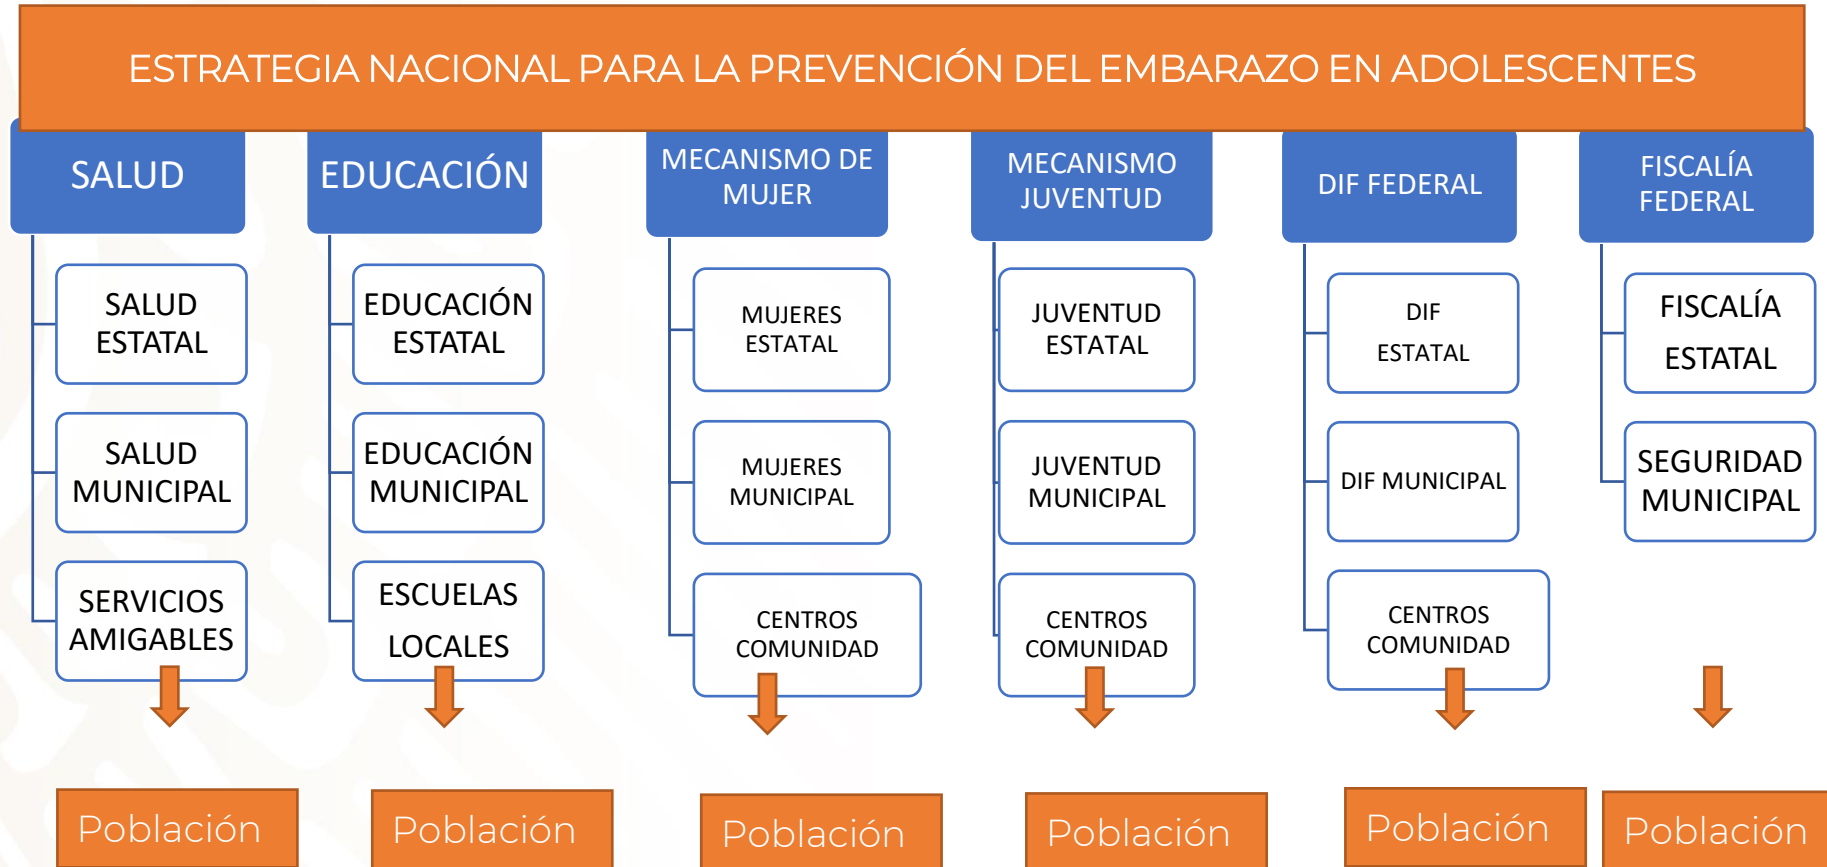 ESTRATEGIA NACIONAL PARA LA PREVENCIÓN DEL EMBARAZO EN ADOLESCENTES
SALUD
SALUD
ESTATAL
SALUD
MUNICIPAL
SERVICIOS
AMIGABLES
Población
EDUCACIÓN
EDUCACIÓN
ESTATAL
EDUCACIÓN
MUNICIPAL
ESCUELAS
LOCALES
Población
MECANISMO DE
MUJER
MUJERES
ESTATAL
MUJERES
MUNICIPAL
CENTROS
COMUNIDAD
Población
MECANISMO
JUVENTUD
JUVENTUD
ESTATAL
JUVENTUD
MUNICIPAL
CENTROS
COMUNIDAD
Población
DIF FEDERAL
DIF
ESTATAL
DIF MUNICIPAL
CENTROS
COMUNIDAD
Población
FISCALÍA
FEDERAL
FISCALÍA
ESTATAL
SEGURIDAD
MUNICIPAL
Población